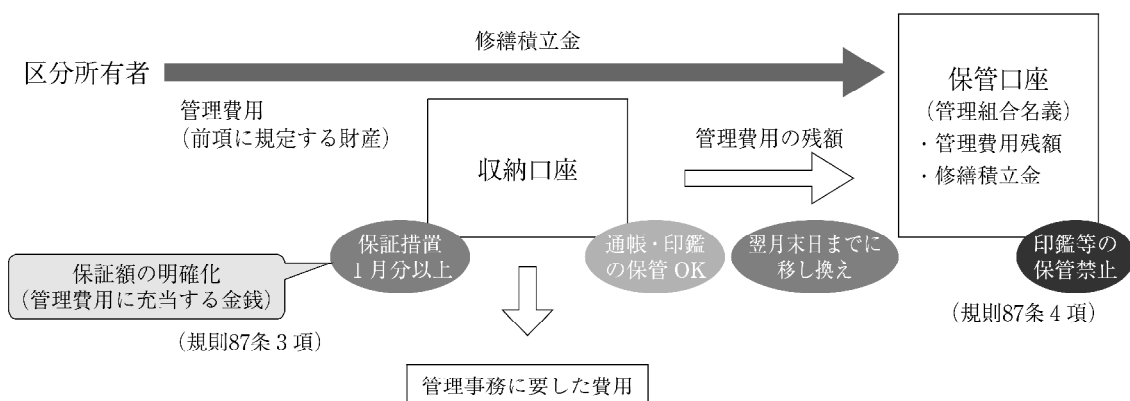 修繕積立金
区分所有者
管理費用
（前項に規定する財産）
収納口座
管理費用の残額
保管口座
（管理組合名義）
・管理費用残額
・修繕積立金
保証措置
1月分以上
通帳・印鑑
の保管 OK
翌月末日までに
移し換え
印鑑等の
保管禁止
保証額の明確化
（管理費用に充当する金銭）
（規則87条3項）
（規則87条4項）
管理事務に要した費用